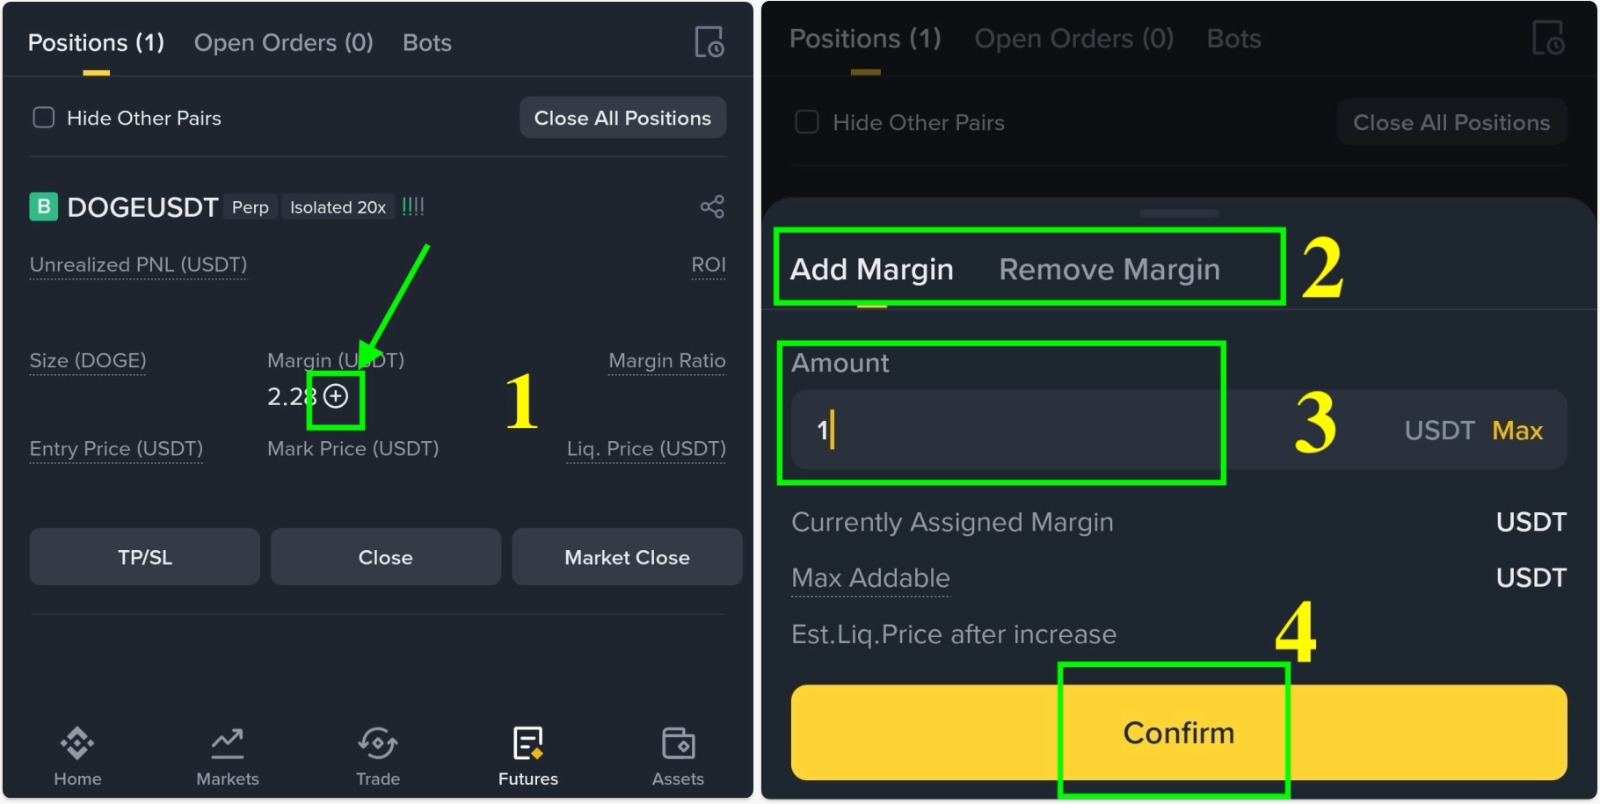 Positions (1) Open Orders (0) Bots
Hide Other Pairs Close All Positions
B DOGEUSDT Perp Isolated 20x
Unrealized PNL (USDT) ROI
Size (DOGE) Margin (USDT) Margin Ratio
2.28
1
Entry Price (USDT) Mark Price (USDT) Liq. Price (USDT)
TP/SL Close Market Close
Home Markets Trade Futures Assets
Positions (1) Open Orders (0) Bots
Hide Other Pairs Close All Positions
Add Margin Remove Margin 2
Amount
1 3 USDT Max
Currently Assigned Margin USDT
Max Addable USDT
Est.Liq.Price after increase 4
Confirm